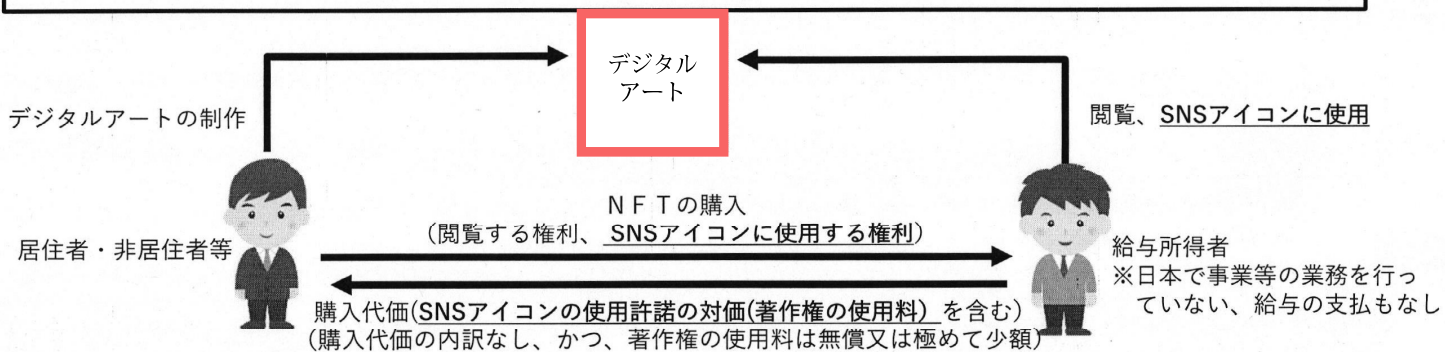 デジタル
アート
デジタルアートの制作
閲覧、SNSアイコンに使用
ＮＦＴの購入
(閲覧する権利、SNSアイコンに使用する権利)
居住者・非居住者等
給与所得者
※日本で事業等の業務を行っ
ていない、給与の支払もなし
購入代価(SNSアイコンの使用許諾の対価(著作権の使用料) を含む)
(購入代価の内訳なし、かつ、著作権の使用料は無償又は極めて少額)